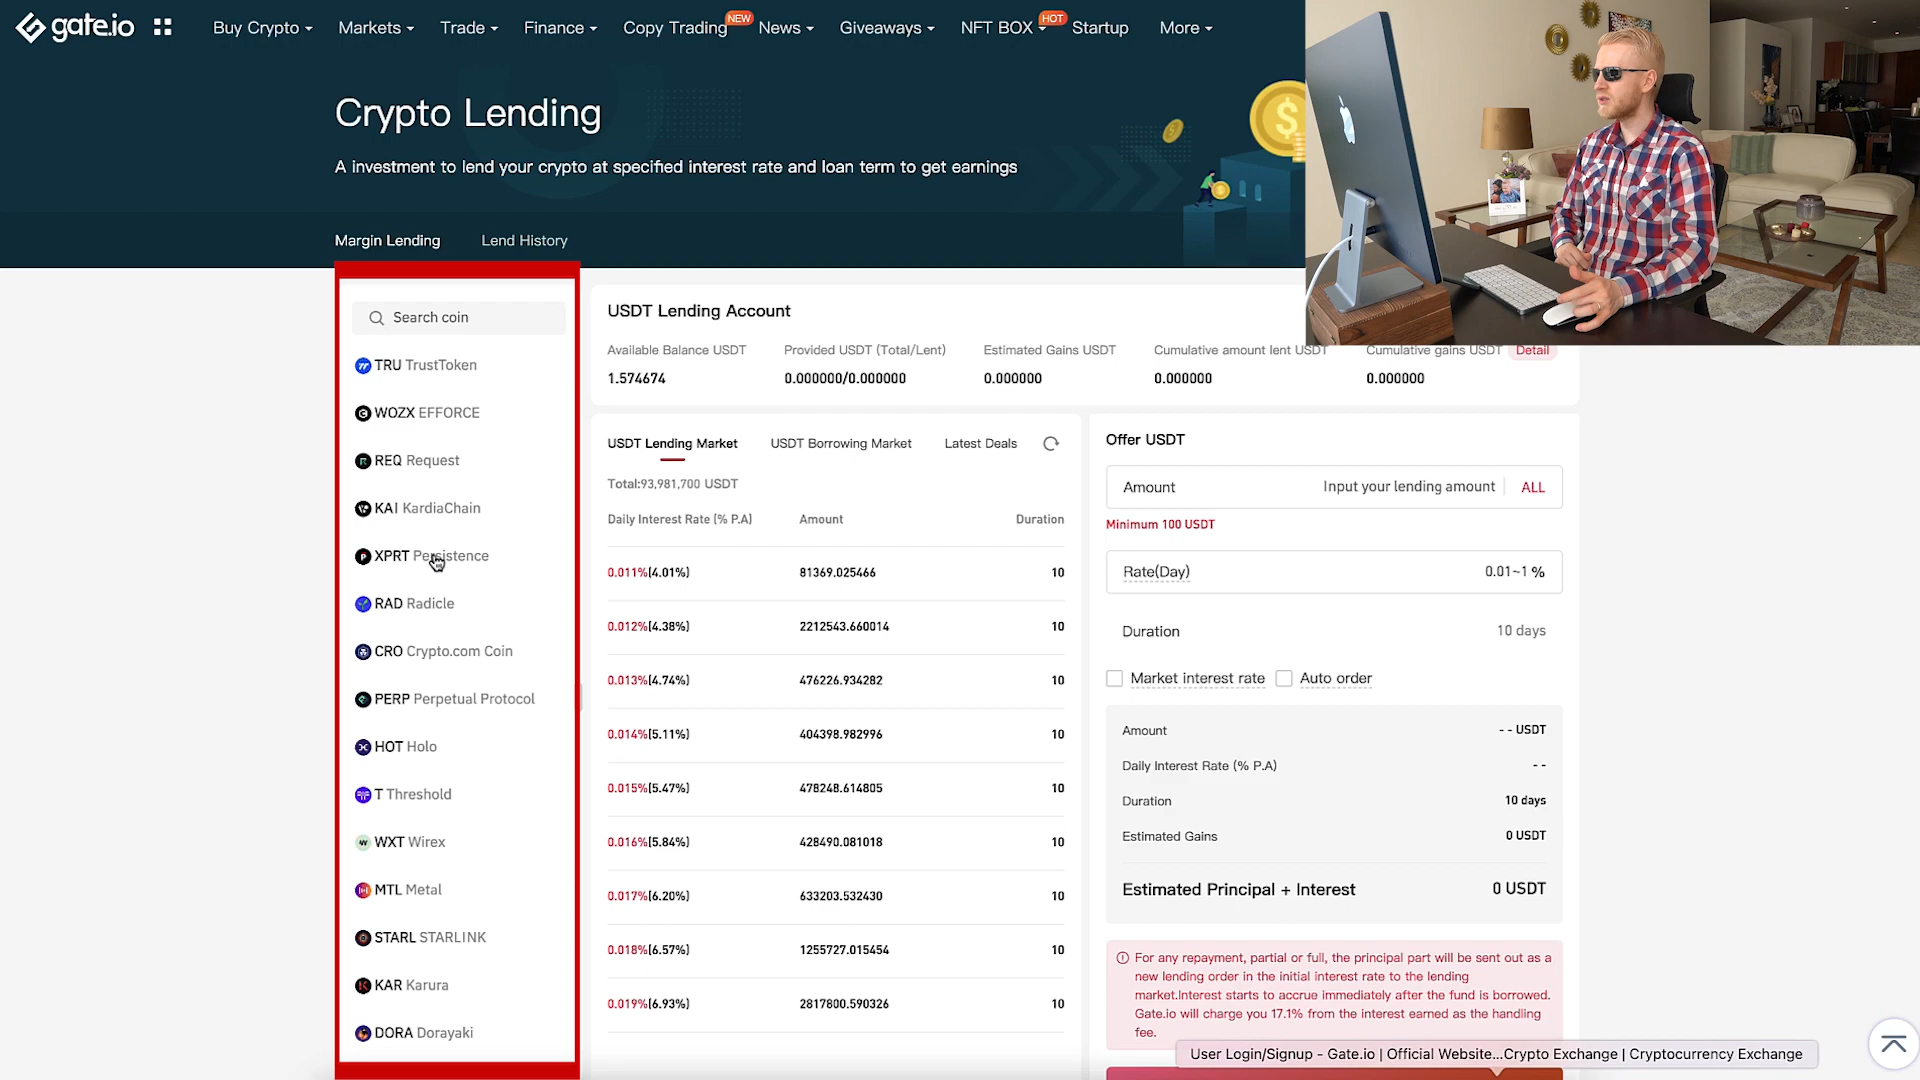 gate.io
Buy Crypto
Markets
Trade
Finance
Copy Trading
NEW
News
Giveaways
NFT BOX
HOT
Startup
More
Crypto Lending
A investment to lend your crypto at specified interest rate and loan term to get earnings
Margin Lending
Lend History
Search coin
TRU TrustToken
WOZX EFFORCE
REQ Request
KAI KardiaChain
XPRT Persistence
RAD Radicle
CRO Crypto.com Coin
PERP Perpetual Protocol
HOT Holo
T Threshold
WXT Wirex
MTL Metal
STARL STARLINK
KAR Karura
DORA Dorayaki
USDT Lending Account
Available Balance USDT
Provided USDT (Total/Lent)
Estimated Gains USDT
Cumulative amount lent USDT
Cumulative gains USDT
Detail
1.574674
0.000000/0.000000
0.000000
0.000000
0.000000
USDT Lending Market
USDT Borrowing Market
Latest Deals
Total:93,981,700 USDT
Daily Interest Rate (% P.A)
Amount
Duration
0.011%(4.01%) 81369.025466 10
0.012%(4.38%) 2212543.660014 10
0.013%(4.74%) 476226.934282 10
0.014%(5.11%) 404398.982996 10
0.015%(5.47%) 478248.614805 10
0.016%(5.84%) 428490.081018 10
0.017%(6.20%) 633203.532430 10
0.018%(6.57%) 1255727.015454 10
0.019%(6.93%) 2817800.590326 10
Offer USDT
Amount Input your lending amount ALL
Minimum 100 USDT
Rate(Day) 0.01~1 %
Duration 10 days
Market interest rate
Auto order
Amount - - USDT
Daily Interest Rate (% P.A) - -
Duration 10 days
Estimated Gains 0 USDT
Estimated Principal + Interest 0 USDT
For any repayment, partial or full, the principal part will be sent out as a
new lending order in the initial interest rate to the lending
market.Interest starts to accrue immediately after the fund is borrowed.
Gate.io will charge you 17.1% from the interest earned as the handling
fee.
User Login/Signup - Gate.io | Official Website...Crypto Exchange | Cryptocurrency Exchange